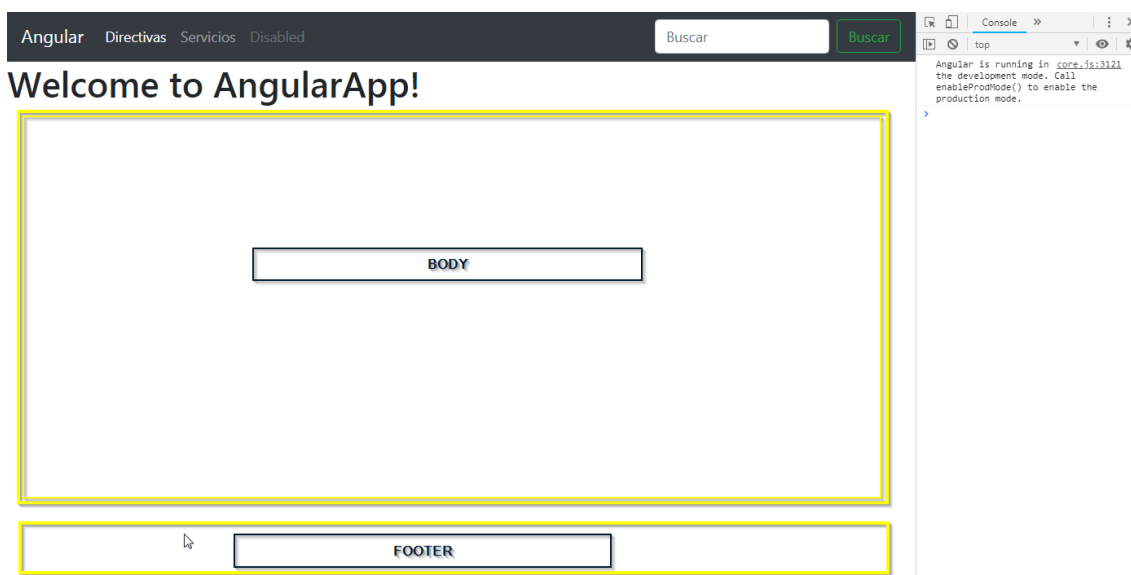 Angular Directivas Servicios Disabled Buscar Buscar
Welcome to AngularApp!
BODY
FOOTER
Console »
top
Angular is running in core.js:3121
the development mode. Call
enableProdMode() to enable the
production mode.